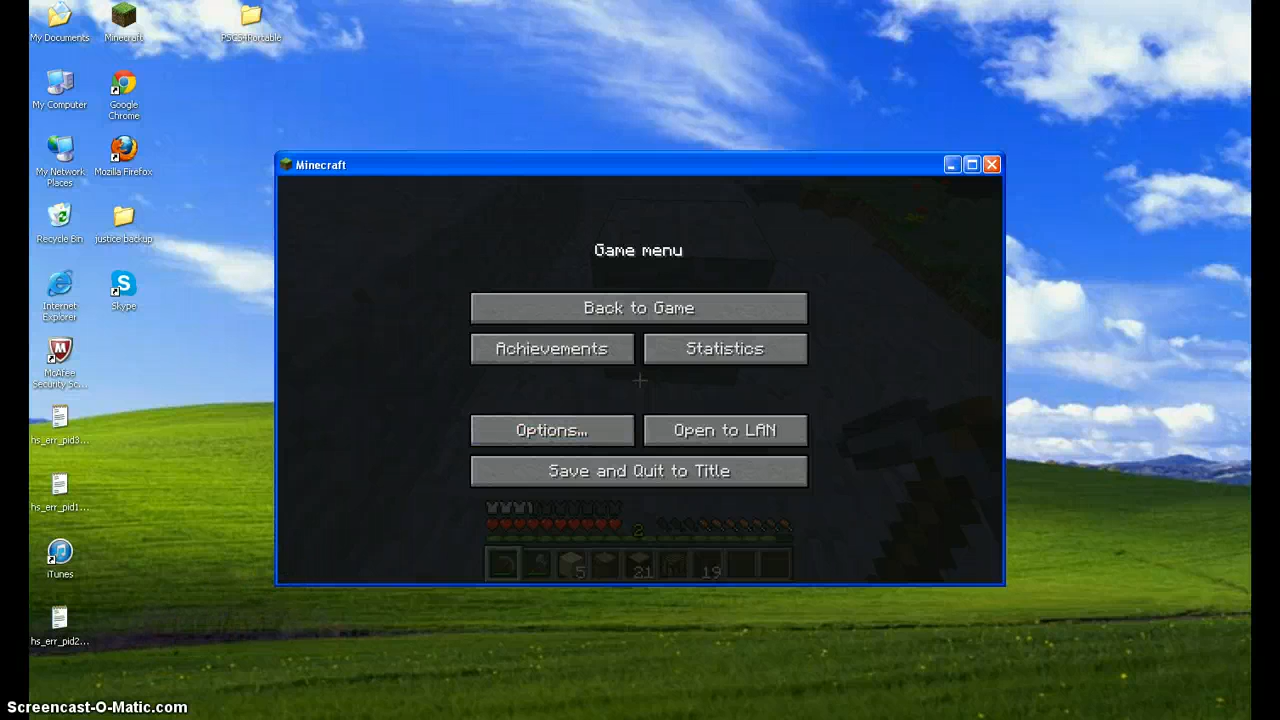 My Documents
Minecraft
PSCS4Portable
My Computer
Google
Chrome
My Network
Places
Mozilla Firefox
Recycle Bin
justice backup
Internet
Explorer
Skype
McAfee
Security Sc...
hs_err_pid3...
hs_err_pid1...
iTunes
hs_err_pid2...
Minecraft
Game menu
Back to Game
Achievements
Statistics
Options...
Open to LAN
Save and Quit to Title
2
5
21
19
Screencast-O-Matic.com